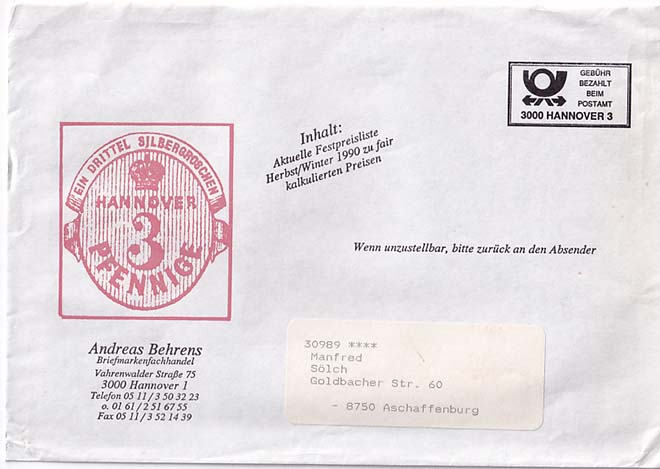 GEBÜHR
BEZAHLT
BEIM
POSTAMT
3000 HANNOVER 3
Inhalt:
Aktuelle Festpreisliste
Herbst/Winter 1990 zu fair
kalkulierten Preisen
EIN DRITTEL SILBERGROSCHEN
HANNOVER
3
PFENNIGE
Wenn unzustellbar, bitte zurück an den Absender
Andreas Behrens
Briefmarkenfachhandel
Vahrenwalder Straße 75
3000 Hannover 1
Telefon 05 11 / 3 50 32 23
o. 01 61 / 2 51 67 55
Fax 05 11 / 3 52 14 39
30989 ****
Manfred
Sölch
Goldbacher Str. 60
- 8750 Aschaffenburg